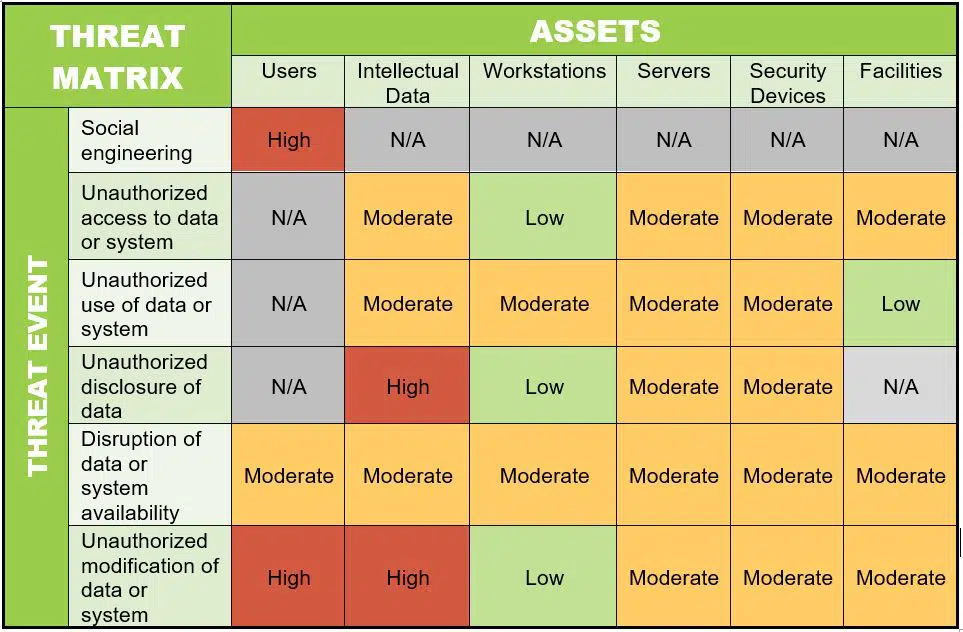 THREAT
MATRIX
ASSETS
Users
Intellectual
Data
Workstations
Servers
Security
Devices
Facilities
THREAT EVENT
Social
engineering
High
N/A
N/A
N/A
N/A
N/A
Unauthorized
access to data
or system
N/A
Moderate
Low
Moderate
Moderate
Moderate
Unauthorized
use of data or
system
N/A
Moderate
Moderate
Moderate
Moderate
Low
Unauthorized
disclosure of
data
N/A
High
Low
Moderate
Moderate
N/A
Disruption of
data or
system
availability
Moderate
Moderate
Moderate
Moderate
Moderate
Moderate
Unauthorized
modification of
data or
system
High
High
Low
Moderate
Moderate
Moderate